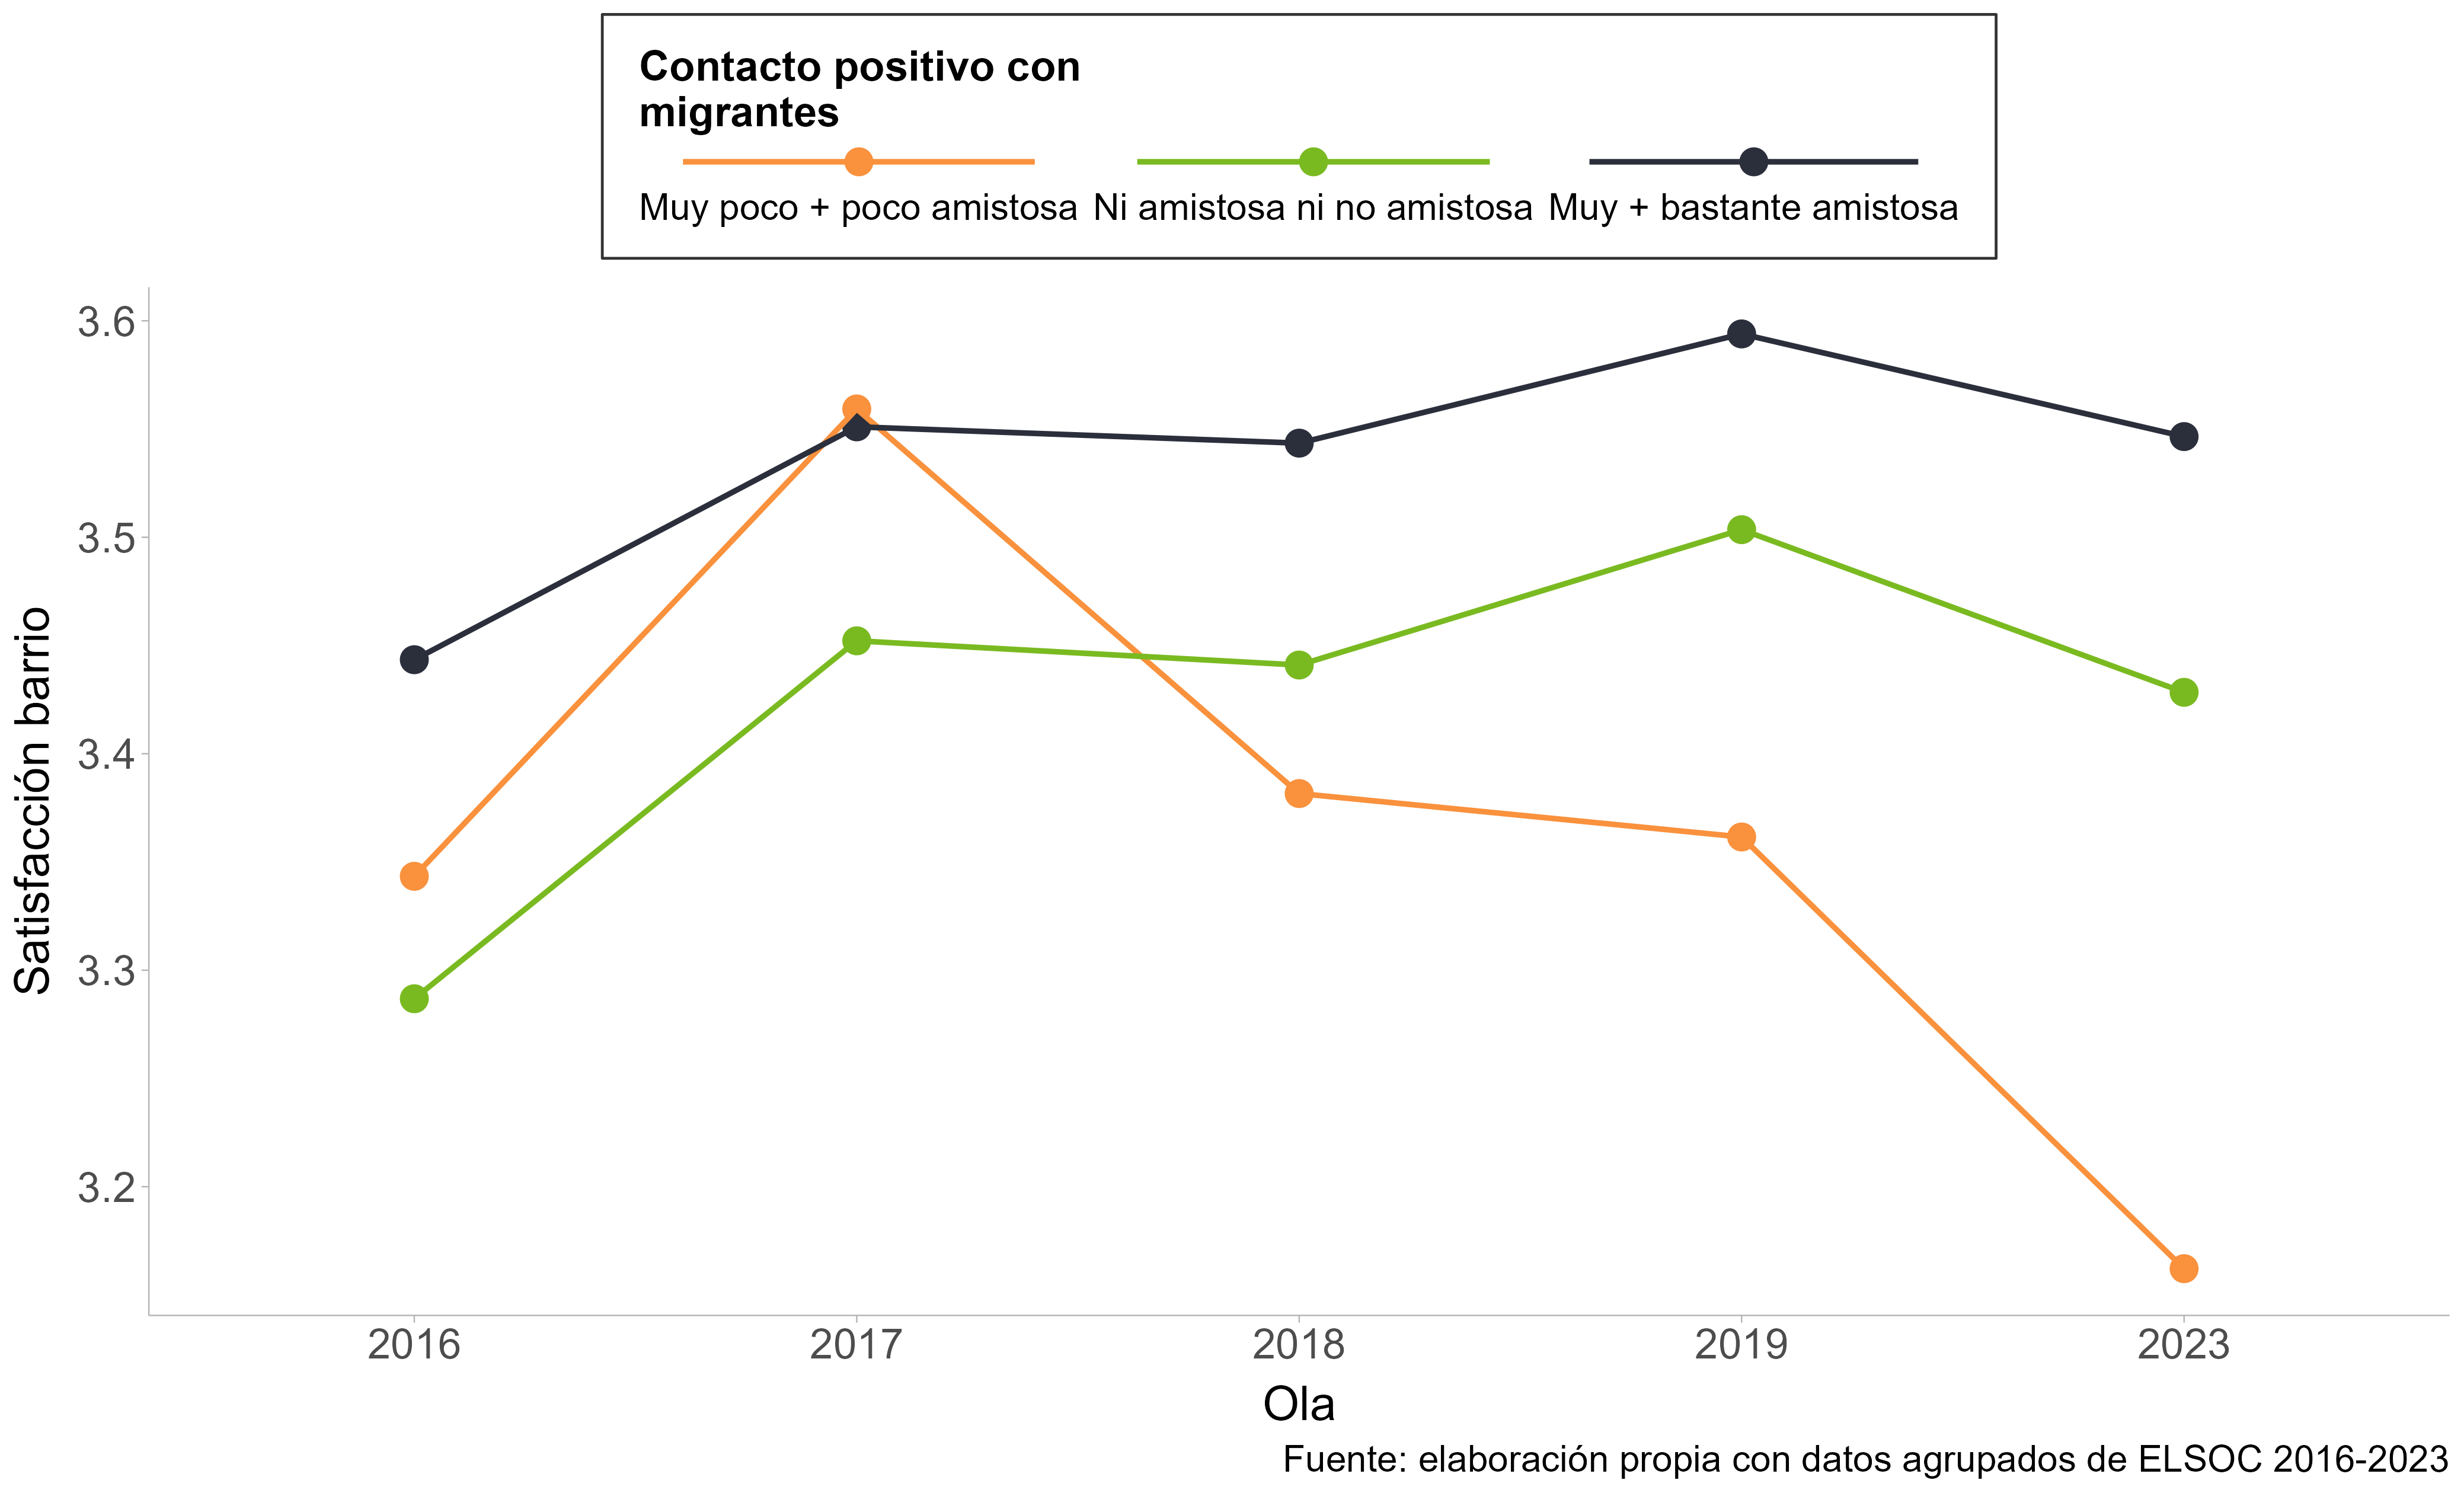 Contacto positivo con
migrantes
Muy poco + poco amistosa Ni amistosa ni no amistosa Muy + bastante amistosa
3.6
3.5
3.4
3.3
3.2
Satisfacción barrio
2016 2017 2018 2019 2023
Ola
Fuente: elaboración propia con datos agrupados de ELSOC 2016-2023